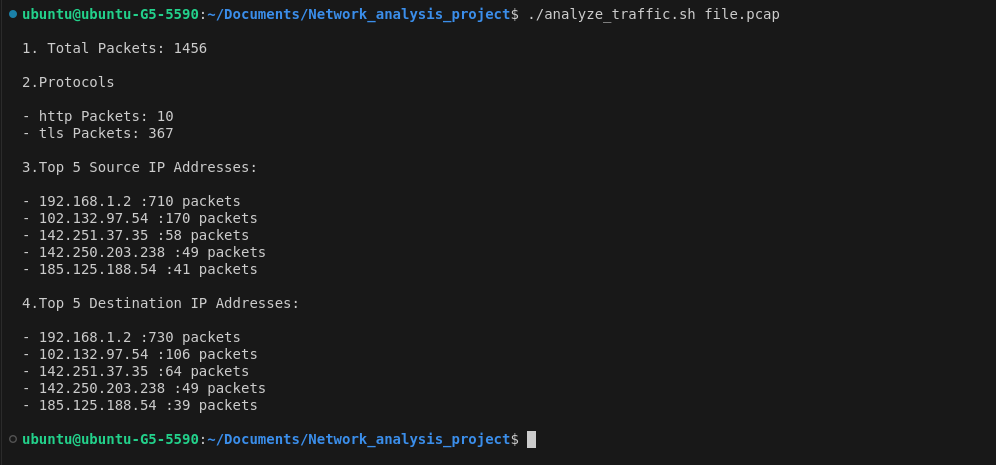 ubuntu@ubuntu-G5-5590:~/Documents/Network_analysis_project$ ./analyze_traffic.sh file.pcap
1. Total Packets: 1456
2.Protocols
- http Packets: 10
- tls Packets: 367
3.Top 5 Source IP Addresses:
- 192.168.1.2 :710 packets
- 102.132.97.54 :170 packets
- 142.251.37.35 :58 packets
- 142.250.203.238 :49 packets
- 185.125.188.54 :41 packets
4.Top 5 Destination IP Addresses:
- 192.168.1.2 :730 packets
- 102.132.97.54 :106 packets
- 142.251.37.35 :64 packets
- 142.250.203.238 :49 packets
- 185.125.188.54 :39 packets
ubuntu@ubuntu-G5-5590:~/Documents/Network_analysis_project$